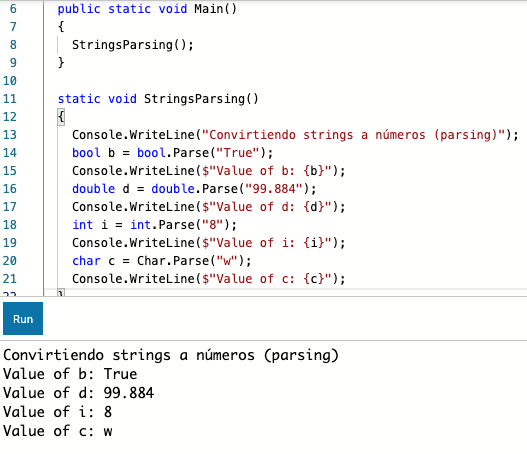 6 public static void Main()
7 {
8 StringsParsing();
9 }
10
11 static void StringsParsing()
12 {
13 Console.WriteLine("Convirtiendo strings a números (parsing)");
14 bool b = bool.Parse("True");
15 Console.WriteLine($"Value of b: {b}");
16 double d = double.Parse("99.884");
17 Console.WriteLine($"Value of d: {d}");
18 int i = int.Parse("8");
19 Console.WriteLine($"Value of i: {i}");
20 char c = Char.Parse("w");
21 Console.WriteLine($"Value of c: {c}");
22 }
Run
Convirtiendo strings a números (parsing)
Value of b: True
Value of d: 99.884
Value of i: 8
Value of c: w